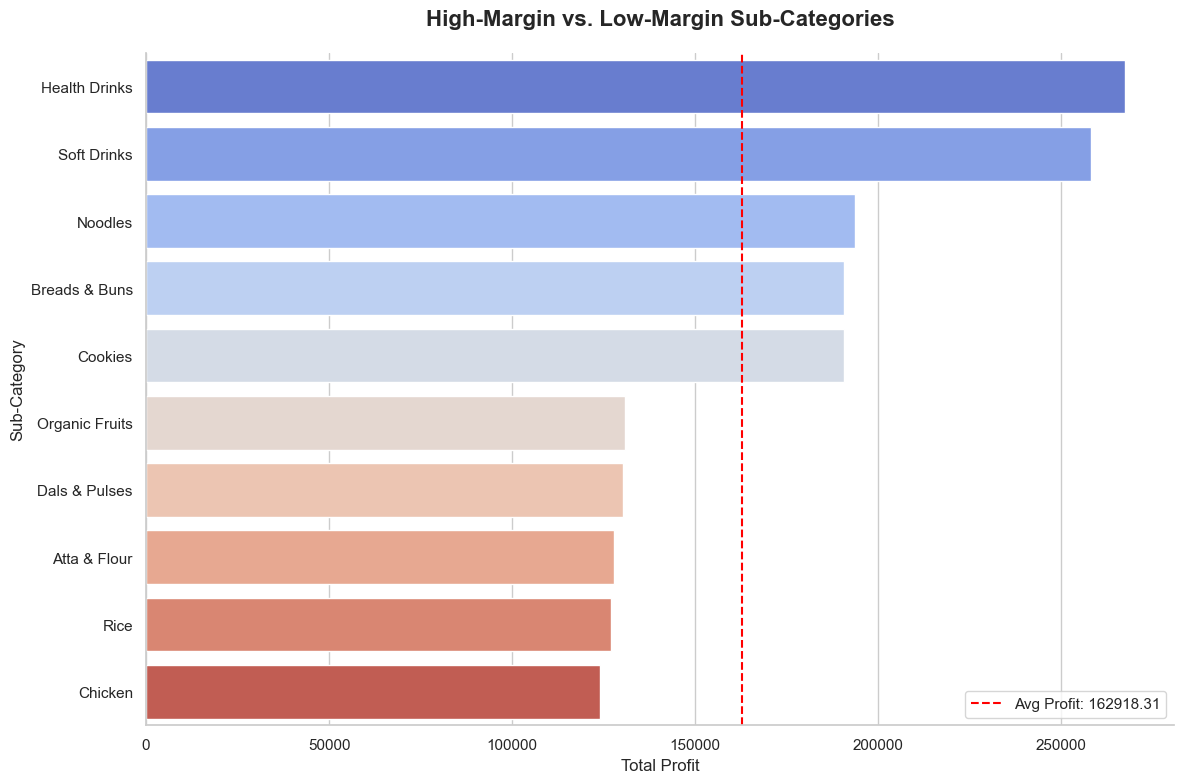 High-Margin vs. Low-Margin Sub-Categories
Sub-Category
Health Drinks
Soft Drinks
Noodles
Breads & Buns
Cookies
Organic Fruits
Dals & Pulses
Atta & Flour
Rice
Chicken
Avg Profit: 162918.31
0 50000 100000 150000 200000 250000
Total Profit